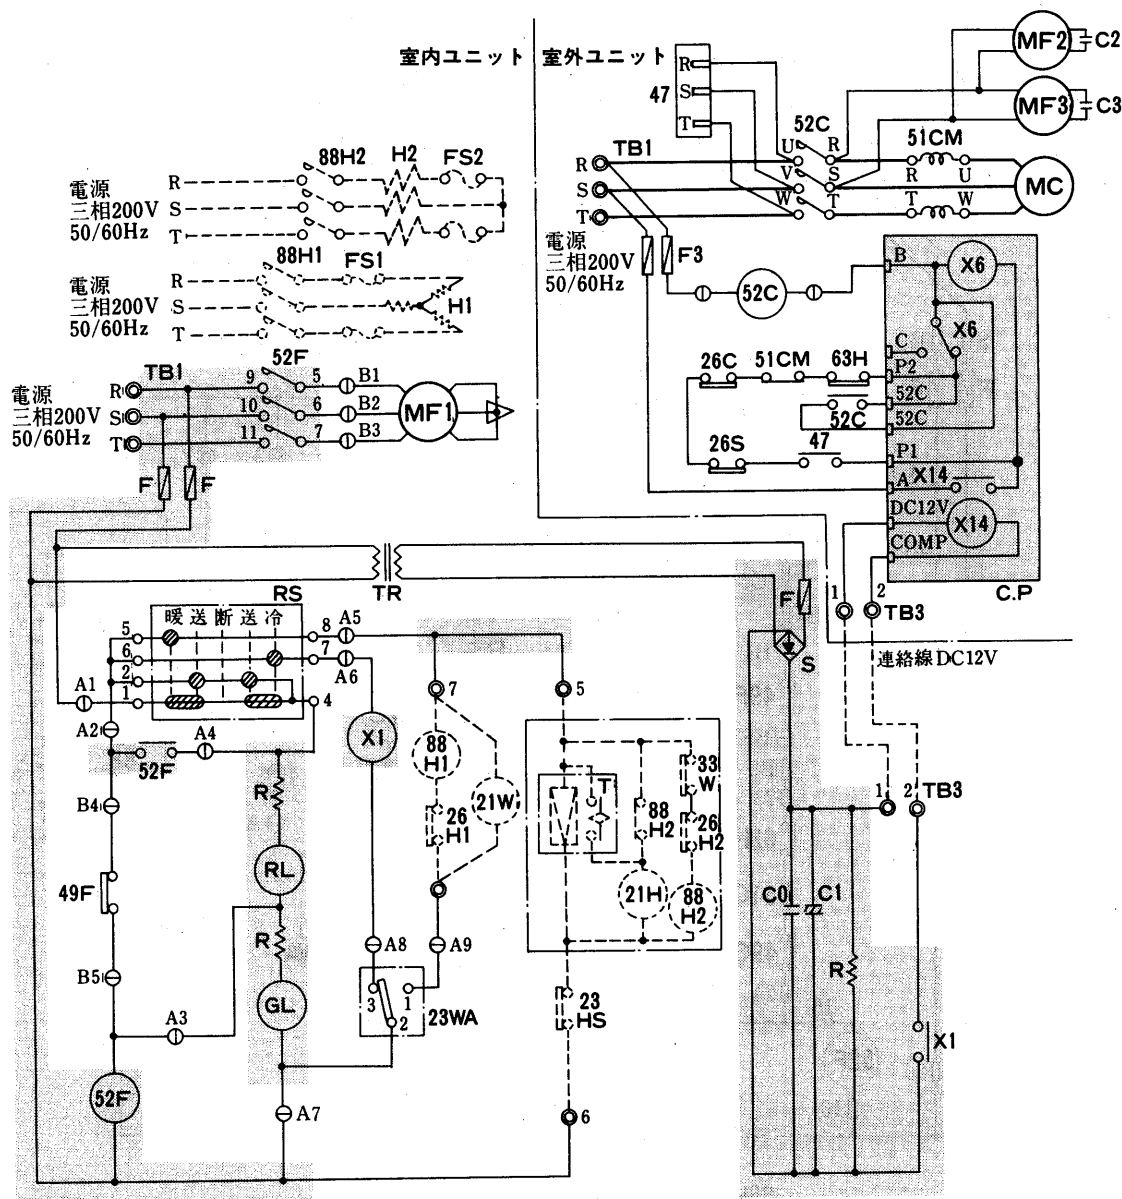 室内ユニット
室外ユニット
R
S
T
47
MF2
C2
MF3
C3
52C
U R
V S
W T
51CM
R U
T W
MC
TB1
R
S
T
電源
三相200V
50/60Hz
F3
52C
88H2 H2 FS2
電源
三相200V
50/60Hz
R
S
T
88H1 FS1
H1
電源
三相200V
50/60Hz
R
S
T
TB1
52F
電源
三相200V
50/60Hz
R
S
T
9 5 B1
10 6 B2
11 7 B3
MF1
F F
B
X6
X6
C
P2
52C
52C
P1
A
X14
DC12V
X14
COMP
C.P
26C 51CM 63H
52C
26S 47
1 2 TB3
連絡線DC12V
TR
F
S
RS
暖 送 断 送 冷
5 8 A5
6 7 A6
2
A1 1 4
A2
A4
52F
B4
49F
B5
A3
52F
R
RL
R
GL
A7
X1
7
88
H1
26
H1
21W
A8 A9
3 1
2
23WA
5
T
88
H2
33
W
26
H2
21H
88
H2
23
HS
6
1 2 TB3
C0 C1
R
X1